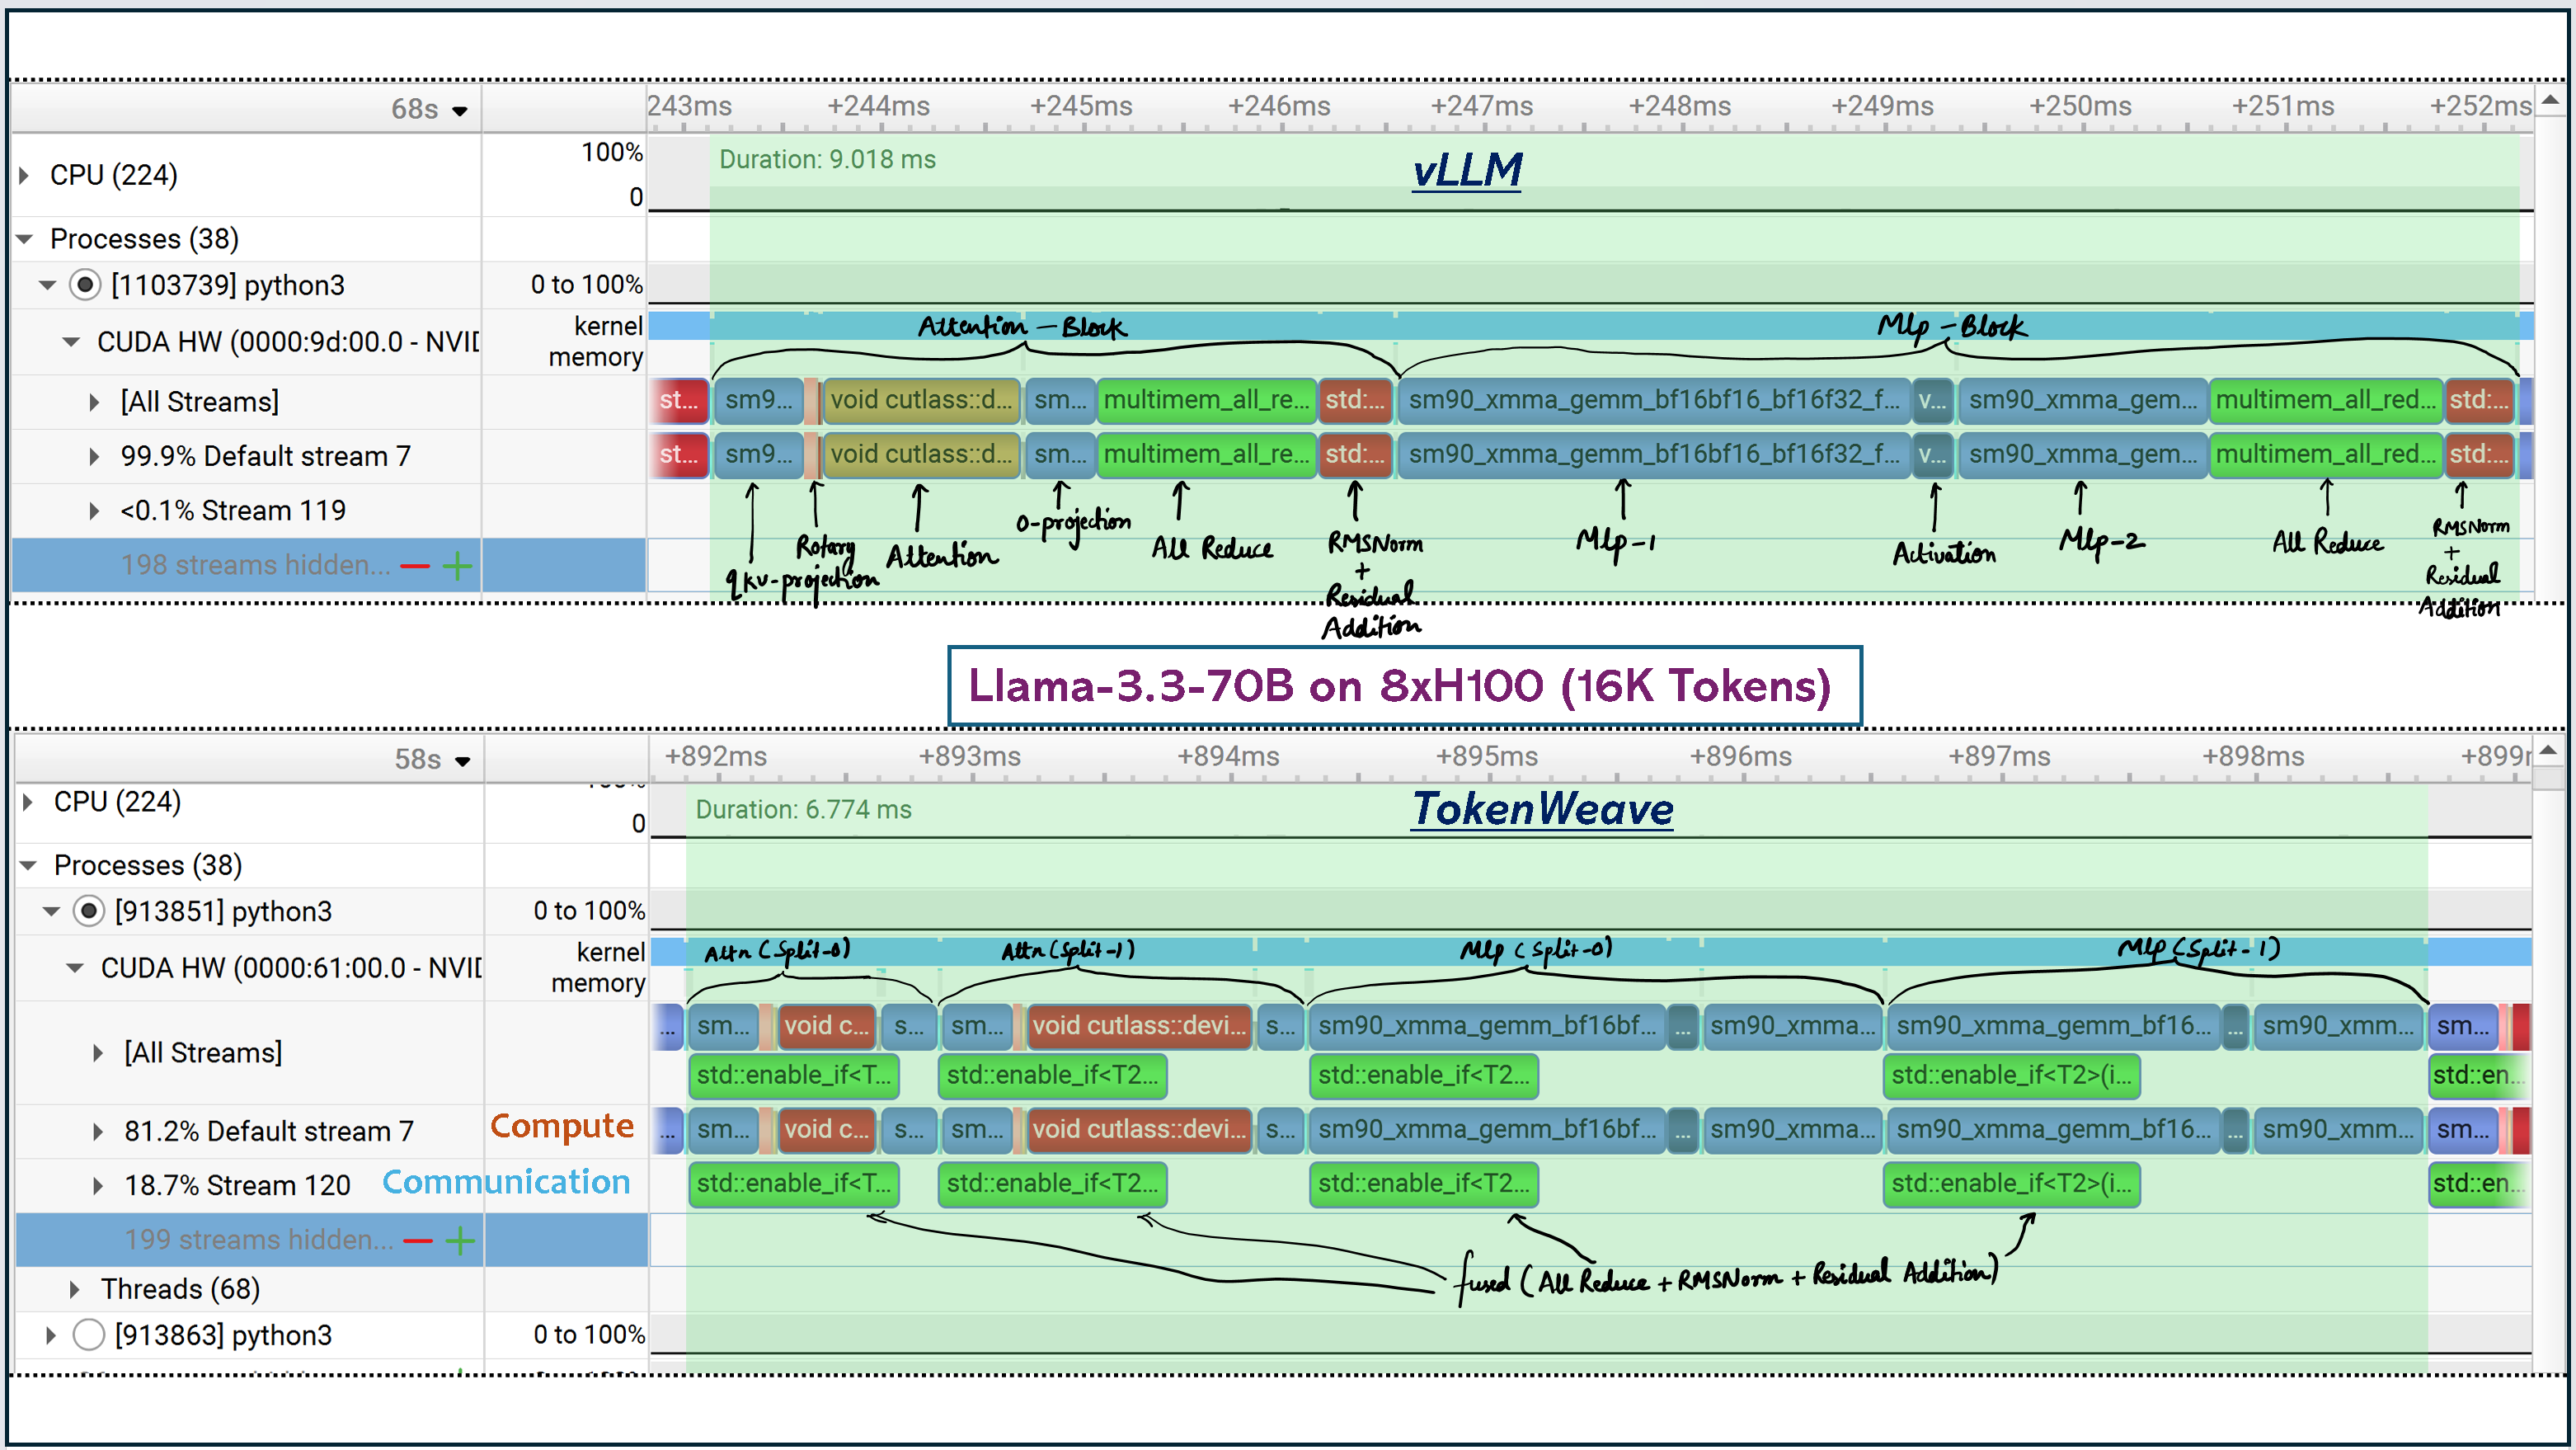 68s
243ms +244ms +245ms +246ms +247ms +248ms +249ms +250ms +251ms +252ms
CPU (224)
100%
0
Duration: 9.018 ms
vLLM
Processes (38)
[1103739] python3
0 to 100%
CUDA HW (0000:9d:00.0 - NVI
kernel
memory
Attention - Block
Mlp - Block
[All Streams]
st... sm9... void cutlass::d... sm... multimem_all_re... std:... sm90_xmma_gemm_bf16bf16_bf16f32_f... v... sm90_xmma_gem... multimem_all_red... std:...
99.9% Default stream 7
st... sm9... void cutlass::d... sm... multimem_all_re... std:... sm90_xmma_gemm_bf16bf16_bf16f32_f... v... sm90_xmma_gem... multimem_all_red... std:...
<0.1% Stream 119
198 streams hidden... − +
qkv-projection
Rotary
Attention
O-projection
All Reduce
RMSNorm
+
Residual
Addition
Mlp-1
Activation
Mlp-2
All Reduce
RMSNorm
+
Residual
Addition
Llama-3.3-70B on 8xH100 (16K Tokens)
58s
+892ms +893ms +894ms +895ms +896ms +897ms +898ms +899
CPU (224)
0
Duration: 6.774 ms
TokenWeave
Processes (38)
[913851] python3
0 to 100%
CUDA HW (0000:61:00.0 - NVI
kernel
memory
Attn (Split-0)
Attn (Split-1)
Mlp (Split-0)
Mlp (Split-1)
[All Streams]
... sm... void c... s... sm... void cutlass::devi... s... sm90_xmma_gemm_bf16bf... ... sm90_xmma... sm90_xmma_gemm_bf16... ... sm90_xmm... sm...
std::enable_if<T... std::enable_if<T2... std::enable_if<T2... std::enable_if<T2>(i... std::en...
81.2% Default stream 7
Compute
... sm... void c... s... sm... void cutlass::devi... s... sm90_xmma_gemm_bf16bf... ... sm90_xmma... sm90_xmma_gemm_bf16... ... sm90_xmm... sm...
18.7% Stream 120
Communication
std::enable_if<T... std::enable_if<T2... std::enable_if<T2... std::enable_if<T2>(i... std::en...
199 streams hidden... − +
fused (All Reduce + RMSNorm + Residual Addition)
Threads (68)
[913863] python3
0 to 100%